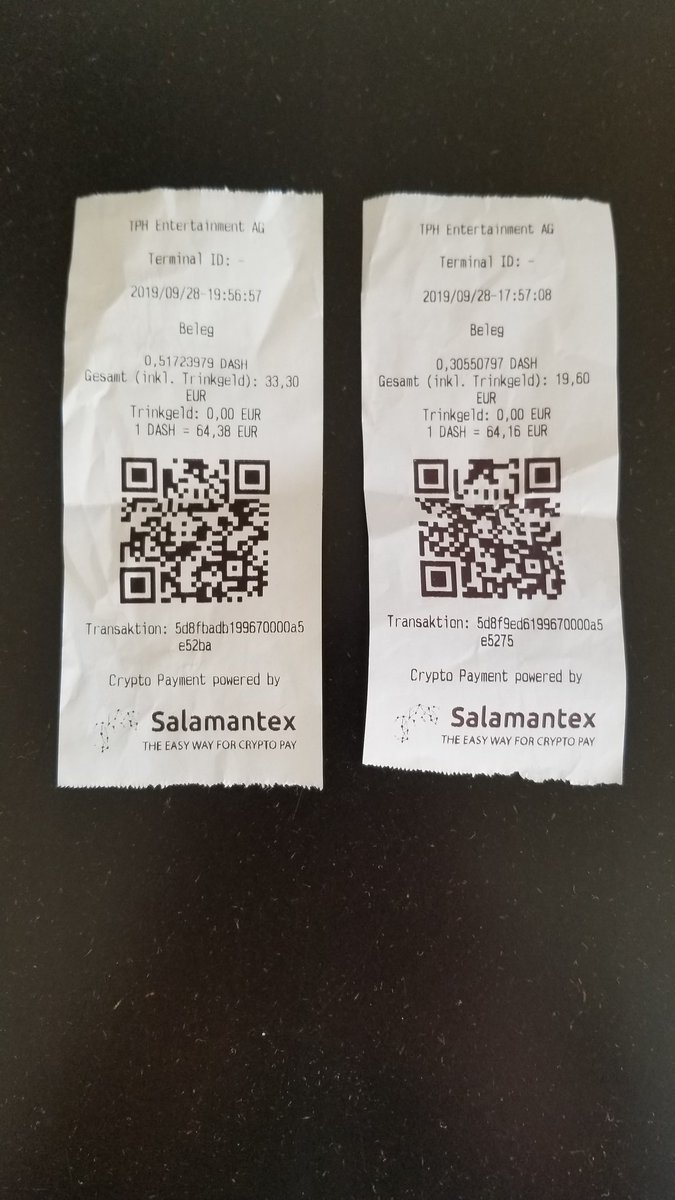 TPH Entertainment AG
Terminal ID: -
2019/09/28-19:56:57
Beleg
0,51723979 DASH
Gesamt (inkl. Trinkgeld): 33,30
EUR
Trinkgeld: 0,00 EUR
1 DASH = 64,38 EUR
Transaktion: 5d8fbadb199670000a5
e52ba
Crypto Payment powered by
Salamantex
THE EASY WAY FOR CRYPTO PAY
TPH Entertainment AG
Terminal ID: -
2019/09/28-17:57:08
Beleg
0,30550797 DASH
Gesamt (inkl. Trinkgeld): 19,60
EUR
Trinkgeld: 0,00 EUR
1 DASH = 64,16 EUR
Transaktion: 5d8f9ed6199670000a5
e5275
Crypto Payment powered by
Salamantex
THE EASY WAY FOR CRYPTO PAY